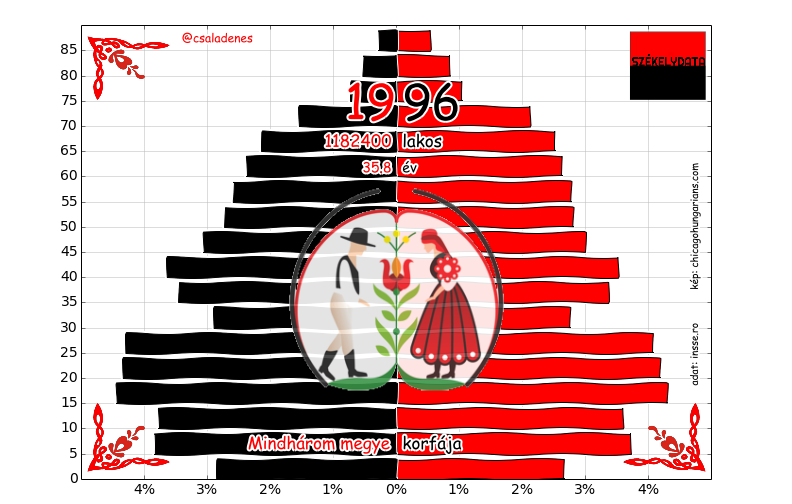 @csaladenes
SZÉKELYDATA
1996
1182400 lakos
35.8 év
kép: chicagohungarians.com
adat: insse.ro
Mindhárom megye korfája
85
80
75
70
65
60
55
50
45
40
35
30
25
20
15
10
5
0
4% 3% 2% 1% 0% 1% 2% 3% 4%